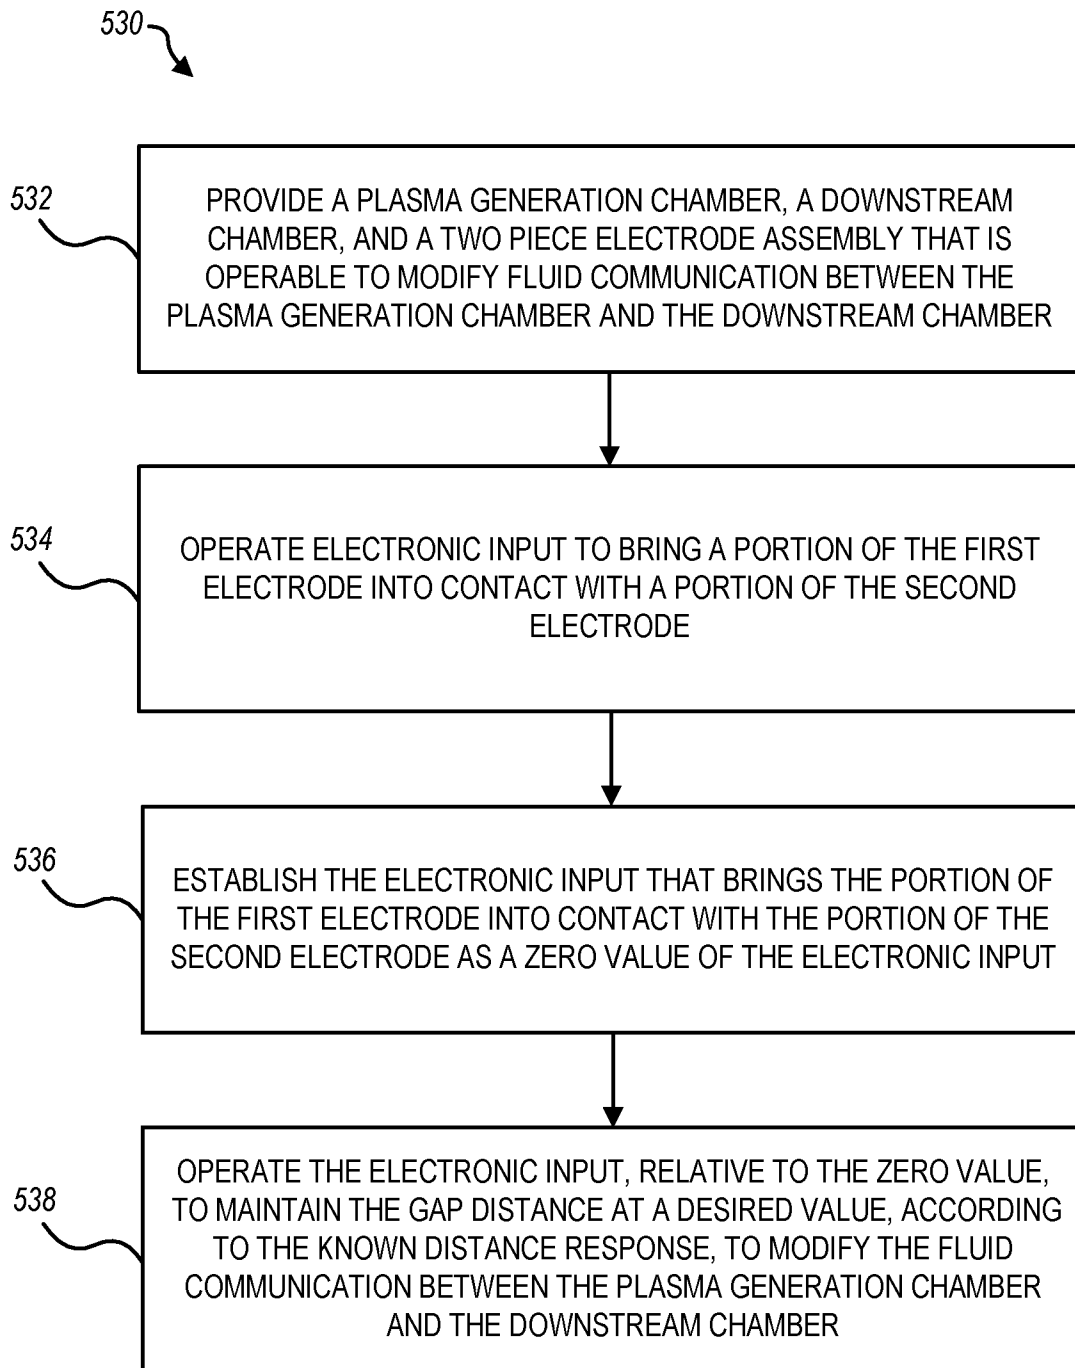 530
532
PROVIDE A PLASMA GENERATION CHAMBER, A DOWNSTREAM
CHAMBER, AND A TWO PIECE ELECTRODE ASSEMBLY THAT IS
OPERABLE TO MODIFY FLUID COMMUNICATION BETWEEN THE
PLASMA GENERATION CHAMBER AND THE DOWNSTREAM CHAMBER
534
OPERATE ELECTRONIC INPUT TO BRING A PORTION OF THE FIRST
ELECTRODE INTO CONTACT WITH A PORTION OF THE SECOND
ELECTRODE
536
ESTABLISH THE ELECTRONIC INPUT THAT BRINGS THE PORTION OF
THE FIRST ELECTRODE INTO CONTACT WITH THE PORTION OF THE
SECOND ELECTRODE AS A ZERO VALUE OF THE ELECTRONIC INPUT
538
OPERATE THE ELECTRONIC INPUT, RELATIVE TO THE ZERO VALUE,
TO MAINTAIN THE GAP DISTANCE AT A DESIRED VALUE, ACCORDING
TO THE KNOWN DISTANCE RESPONSE, TO MODIFY THE FLUID
COMMUNICATION BETWEEN THE PLASMA GENERATION CHAMBER
AND THE DOWNSTREAM CHAMBER